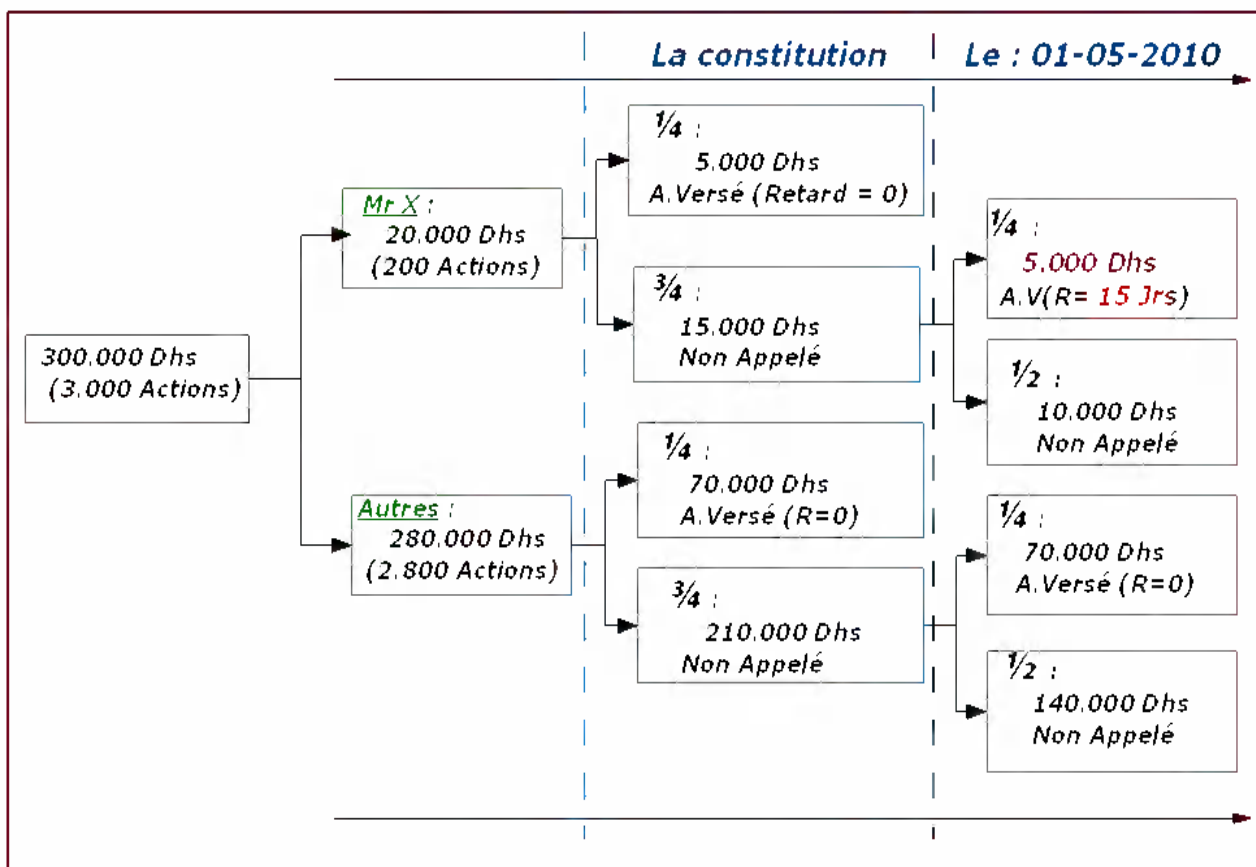 La constitution
Le : 01-05-2010
300.000 Dhs
(3.000 Actions)
Mr X :
20.000 Dhs
(200 Actions)
Autres :
280.000 Dhs
(2.800 Actions)
1/4 :
5.000 Dhs
A.Versé (Retard = 0)
3/4 :
15.000 Dhs
Non Appelé
1/4 :
70.000 Dhs
A.Versé (R=0)
3/4 :
210.000 Dhs
Non Appelé
1/4 :
5.000 Dhs
A.V(R= 15 Jrs)
1/2 :
10.000 Dhs
Non Appelé
1/4 :
70.000 Dhs
A.Versé (R=0)
1/2 :
140.000 Dhs
Non Appelé